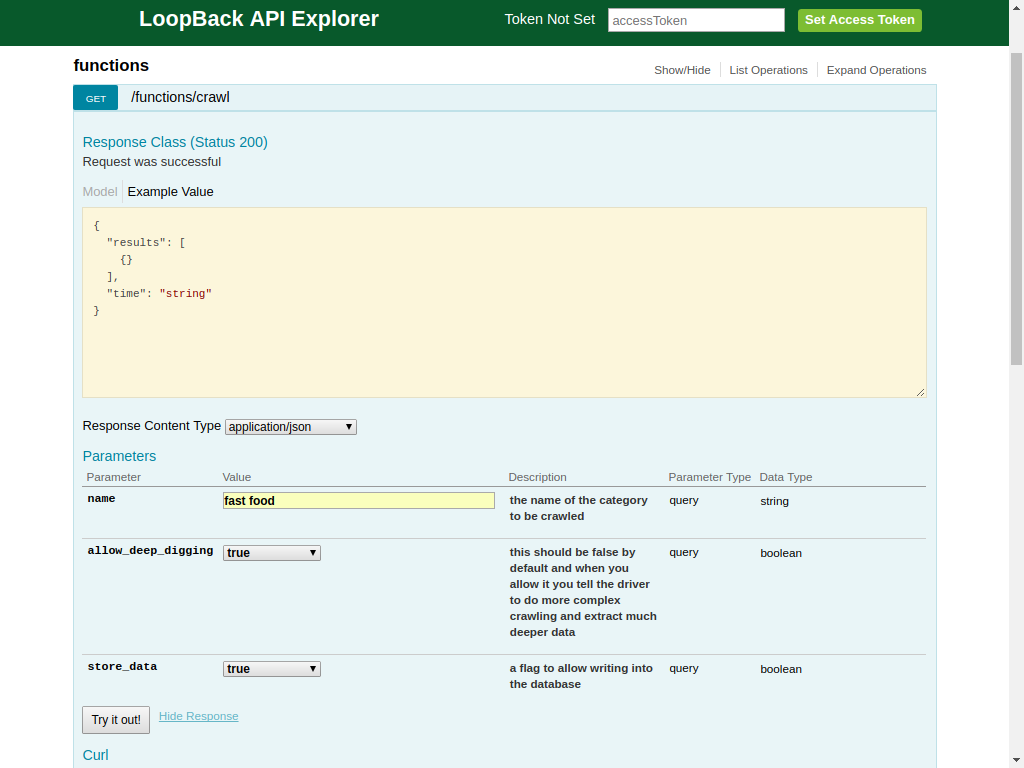 LoopBack API Explorer
Token Not Set
accessToken
Set Access Token
functions
Show/Hide
List Operations
Expand Operations
GET
/functions/crawl
Response Class (Status 200)
Request was successful
Model
Example Value
{
"results": [
{}
],
"time": "string"
}
Response Content Type
application/json
Parameters
Parameter
Value
Description
Parameter Type
Data Type
name
fast food
the name of the category
to be crawled
query
string
allow_deep_digging
true
this should be false by
default and when you
allow it you tell the driver
to do more complex
crawling and extract much
deeper data
query
boolean
store_data
true
a flag to allow writing into
the database
query
boolean
Try it out!
Hide Response
Curl